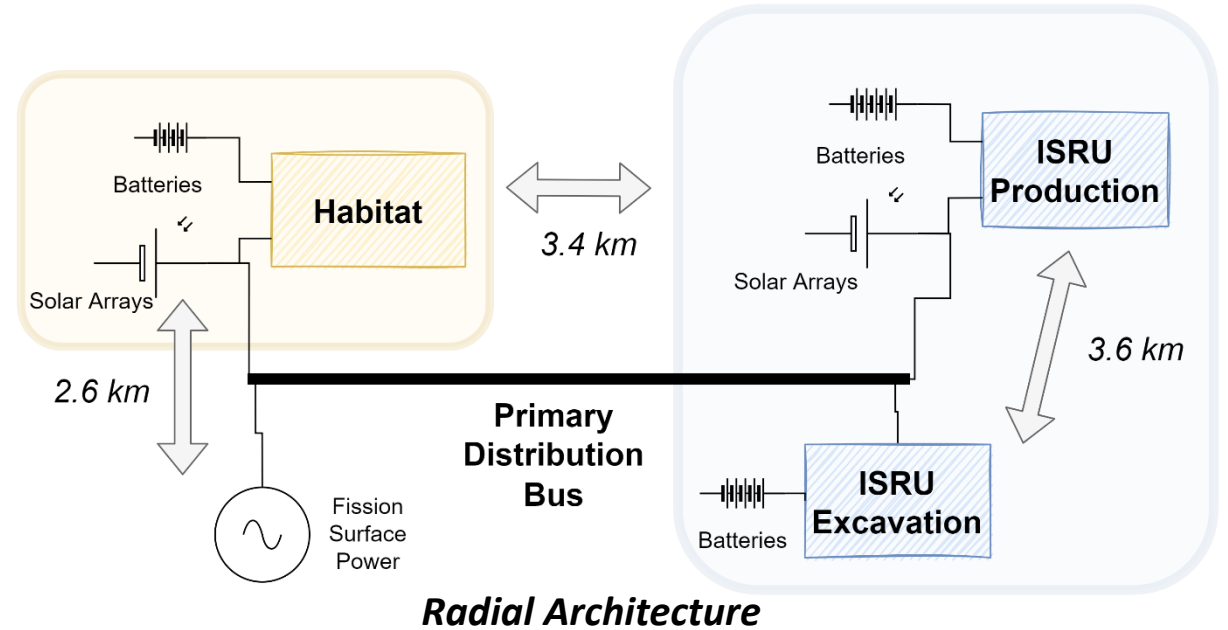 Batteries
Habitat
Solar Arrays
3.4 km
Batteries
ISRU
Production
Solar Arrays
2.6 km
3.6 km
Primary
Distribution
Bus
Fission
Surface
Power
Batteries
ISRU
Excavation
Radial Architecture